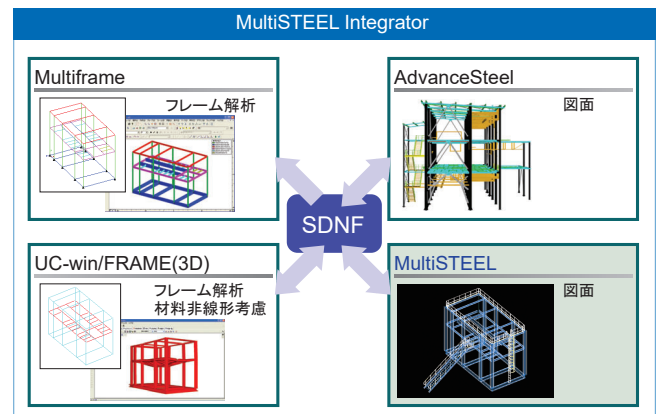 MultiSTEEL Integrator
Multiframe
フレーム解析
AdvanceSteel
図面
SDNF
UC-win/FRAME(3D)
フレーム解析
材料非線形考慮
MultiSTEEL
図面